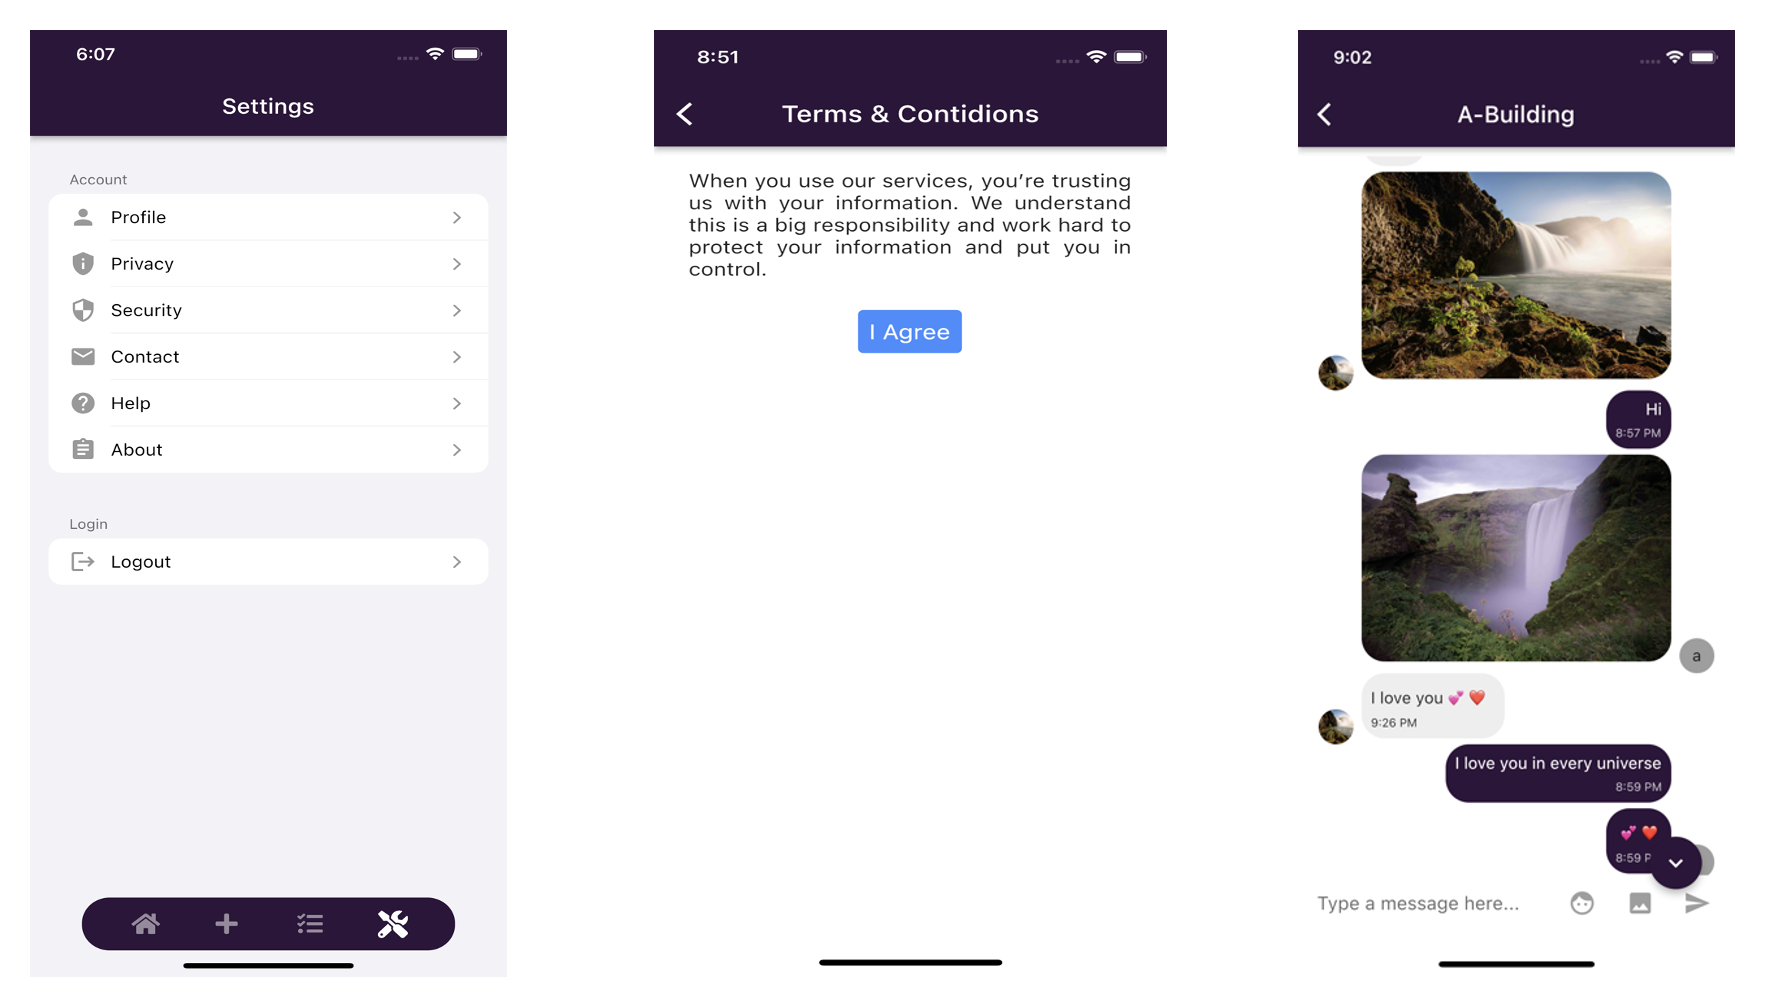 6:07
Settings
Account
Profile
Privacy
Security
Contact
Help
About
Login
Logout
8:51
Terms & Contidions
When you use our services, you're trusting
us with your information. We understand
this is a big responsibility and work hard to
protect your information and put you in
control.
I Agree
9:02
A-Building
Hi
8:57 PM
a
I love you 💕 ❤️
9:26 PM
I love you in every universe
8:59 PM
💕 ❤️
8:59 P
Type a message here...